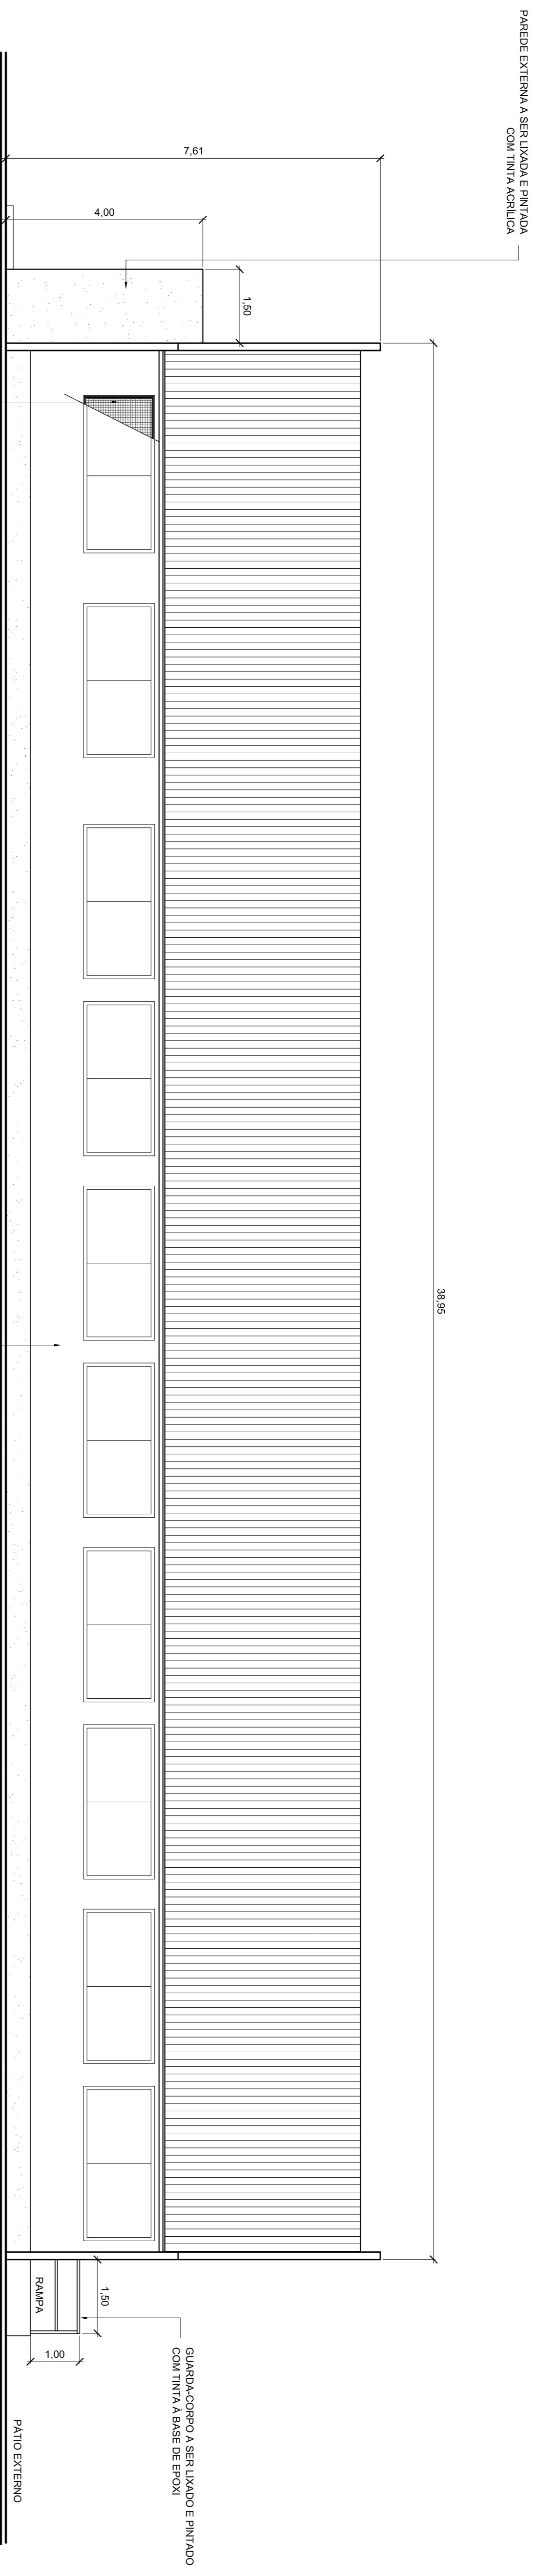 PAREDE EXTERNA A SER LIXADA E PINTADA
COM TINTA ACRÍLICA
7,61
4,00
1,50
38,95
1,50
RAMPA
1,00
GUARDA-CORPO A SER LIXADO E PINTADO
COM TINTA À BASE DE EPOXI
PÁTIO EXTERNO